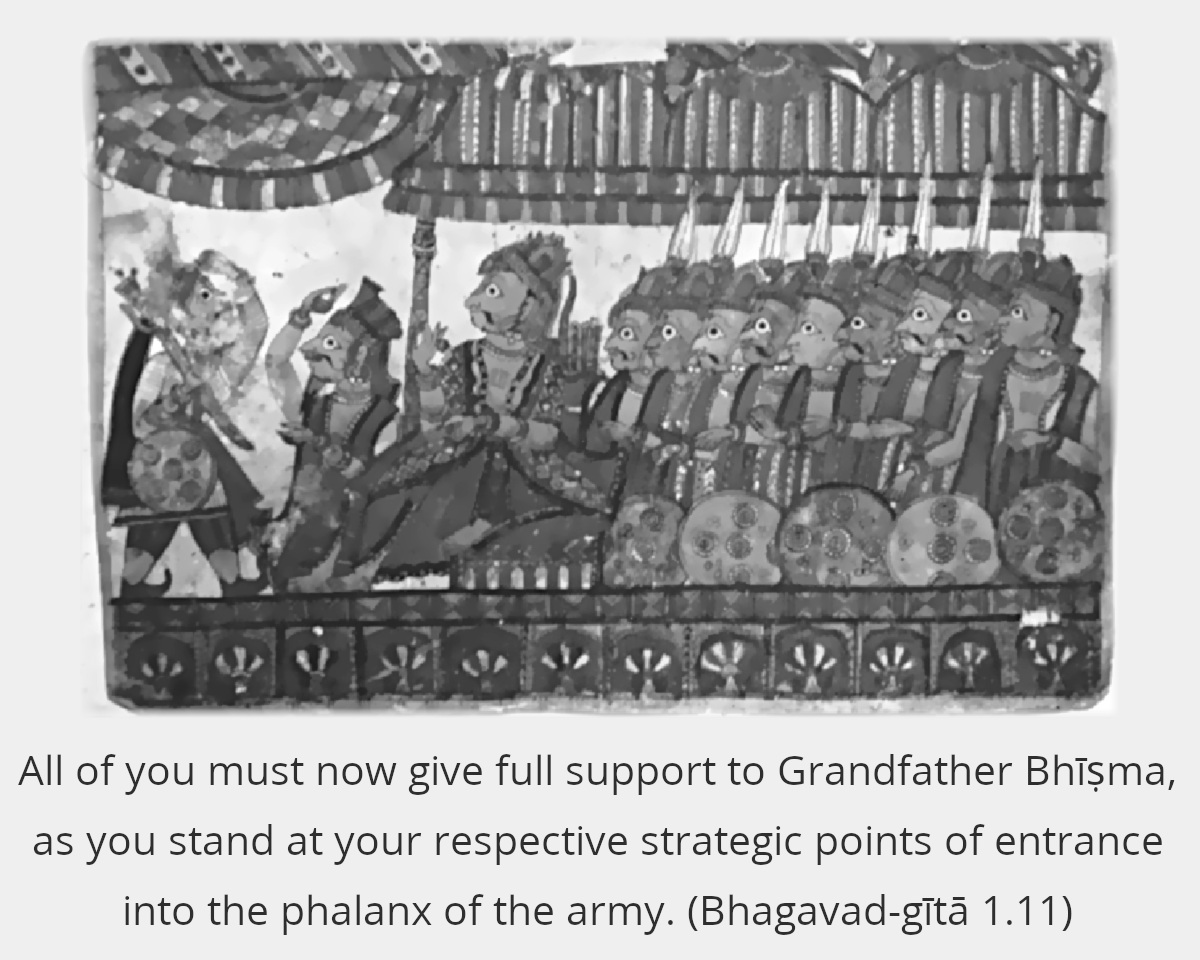 All of you must now give full support to Grandfather Bhīṣma,
as you stand at your respective strategic points of entrance
into the phalanx of the army. (Bhagavad-gītā 1.11)